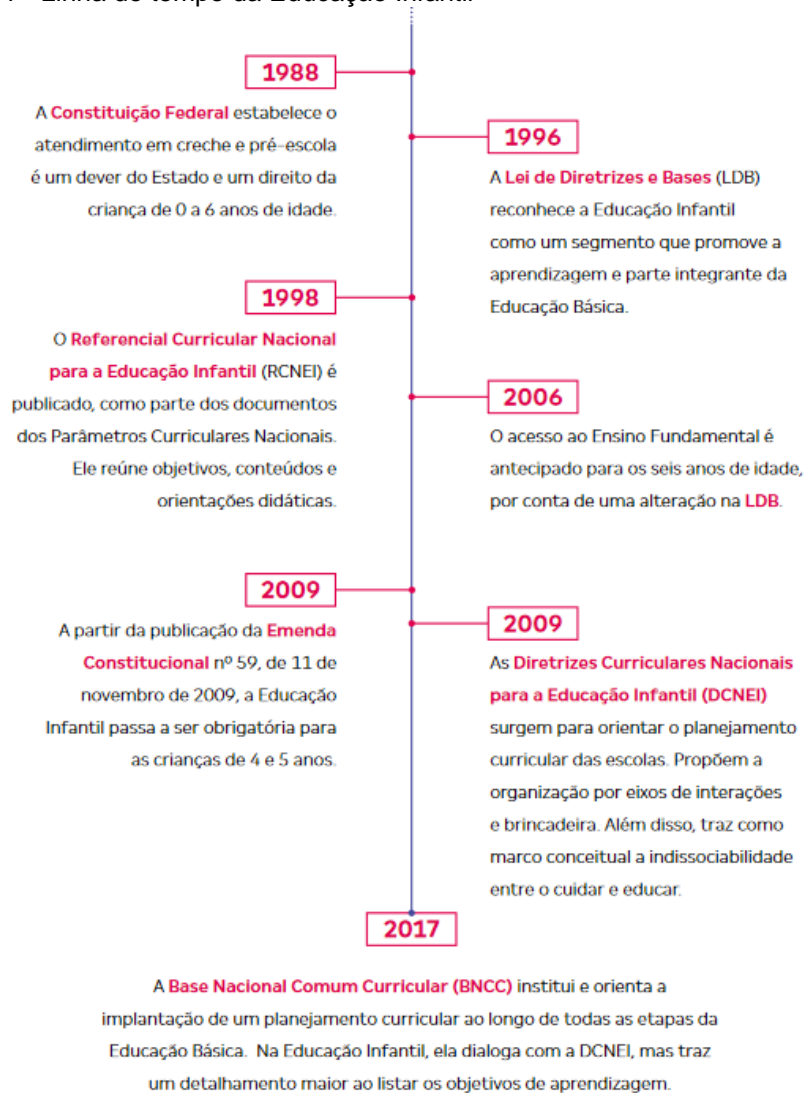 Linha do tempo da Educação Infantil
1988
A Constituição Federal estabelece o
atendimento em creche e pré-escola
é um dever do Estado e um direito da
criança de 0 a 6 anos de idade.
1996
A Lei de Diretrizes e Bases (LDB)
reconhece a Educação Infantil
como um segmento que promove a
aprendizagem e parte integrante da
Educação Básica.
1998
O Referencial Curricular Nacional
para a Educação Infantil (RCNEI) é
publicado, como parte dos documentos
dos Parâmetros Curriculares Nacionais.
Ele reúne objetivos, conteúdos e
orientações didáticas.
2006
O acesso ao Ensino Fundamental é
antecipado para os seis anos de idade,
por conta de uma alteração na LDB.
2009
A partir da publicação da Emenda
Constitucional nº 59, de 11 de
novembro de 2009, a Educação
Infantil passa a ser obrigatória para
as crianças de 4 e 5 anos.
2009
As Diretrizes Curriculares Nacionais
para a Educação Infantil (DCNEI)
surgem para orientar o planejamento
curricular das escolas. Propõem a
organização por eixos de interações
e brincadeira. Além disso, traz como
marco conceitual a indissociabilidade
entre o cuidar e educar.
2017
A Base Nacional Comum Curricular (BNCC) institui e orienta a
implantação de um planejamento curricular ao longo de todas as etapas da
Educação Básica. Na Educação Infantil, ela dialoga com a DCNEI, mas traz
um detalhamento maior ao listar os objetivos de aprendizagem.